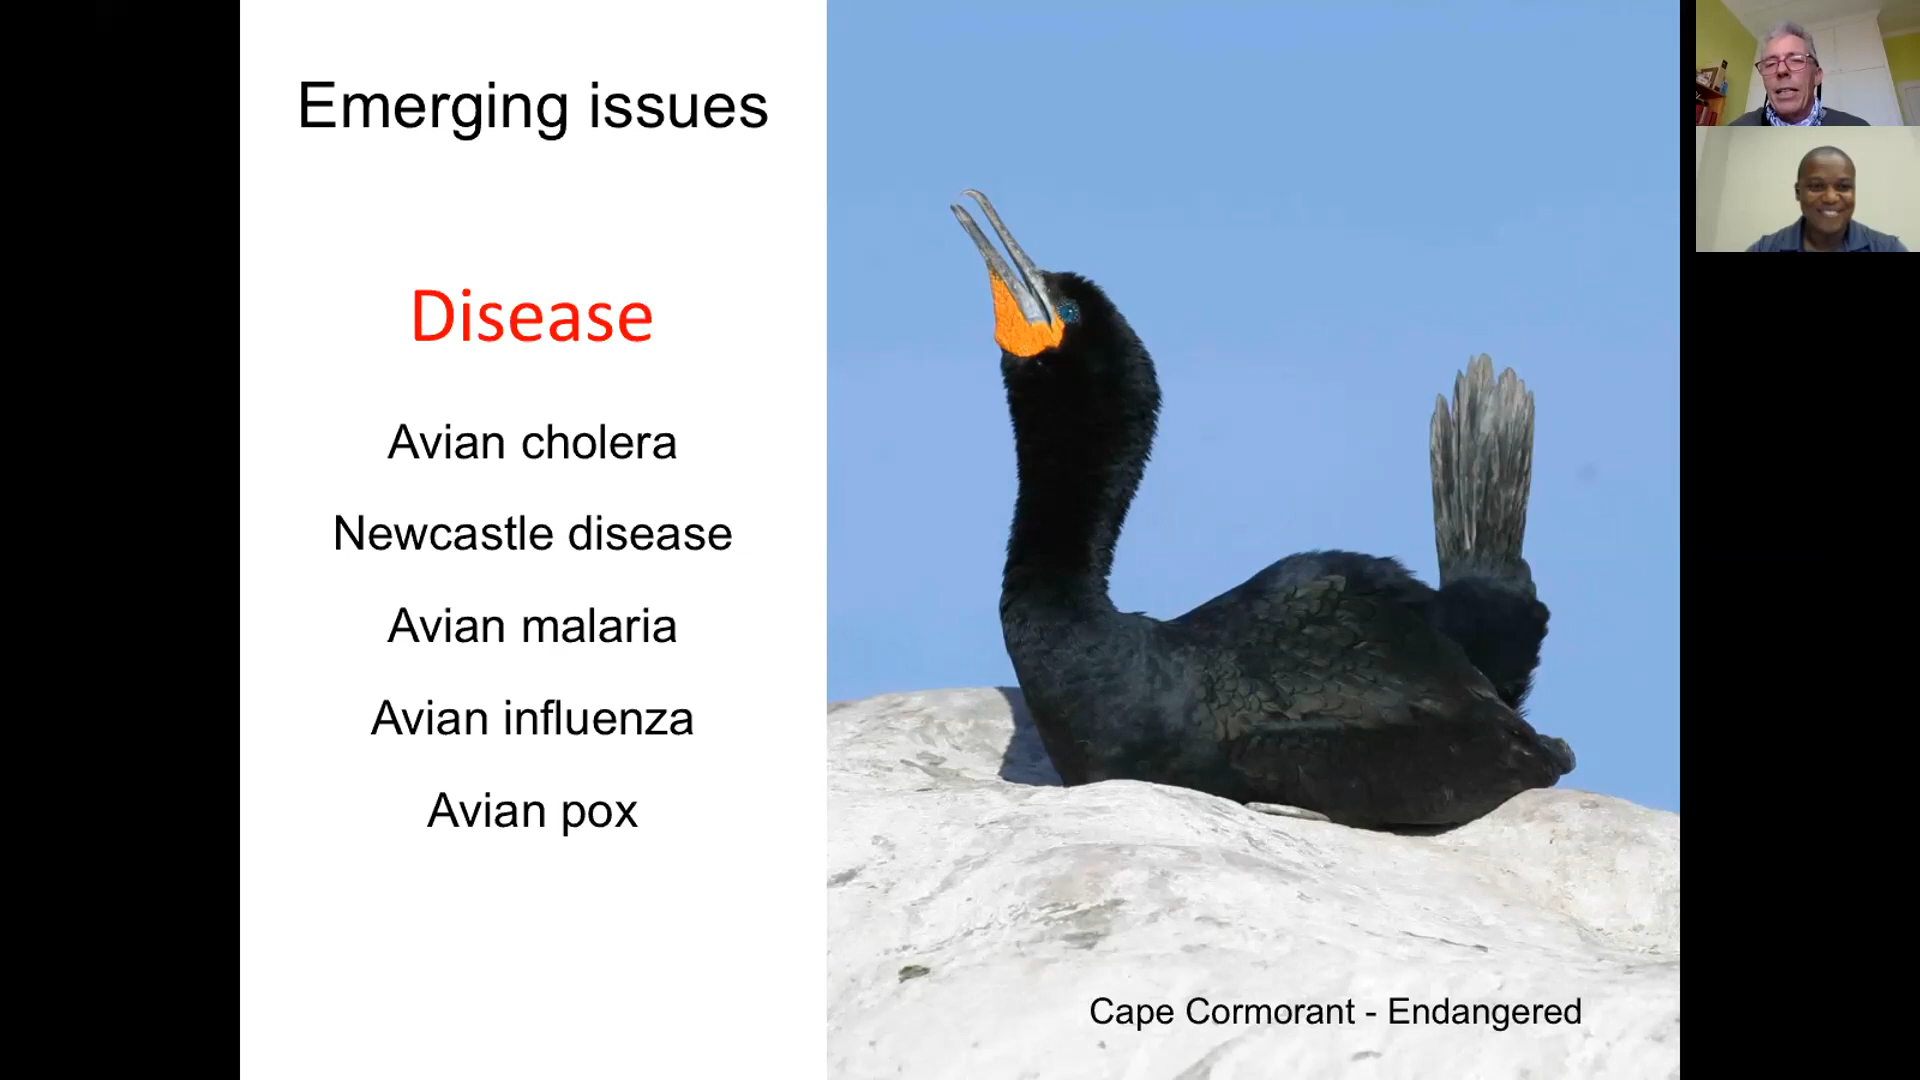 Emerging issues
Disease
Avian cholera
Newcastle disease
Avian malaria
Avian influenza
Avian pox
Cape Cormorant - Endangered